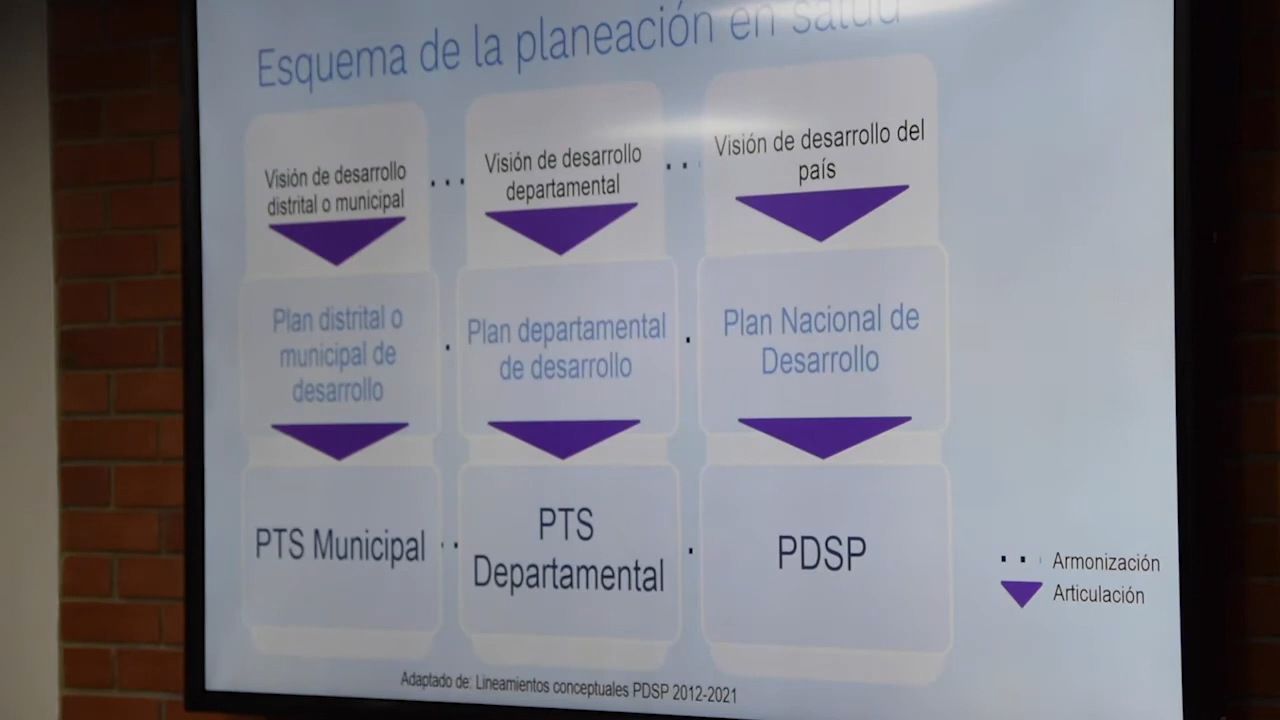 Esquema de la planeación en salud
Visión de desarrollo
distrital o municipal
Visión de desarrollo
departamental
Visión de desarrollo del
país
Plan distrital o
municipal de
desarrollo
Plan departamental
de desarrollo
Plan Nacional de
Desarrollo
PTS Municipal
PTS
Departamental
PDSP
Armonización
Articulación
Adaptado de: Lineamientos conceptuales PDSP 2012-2021